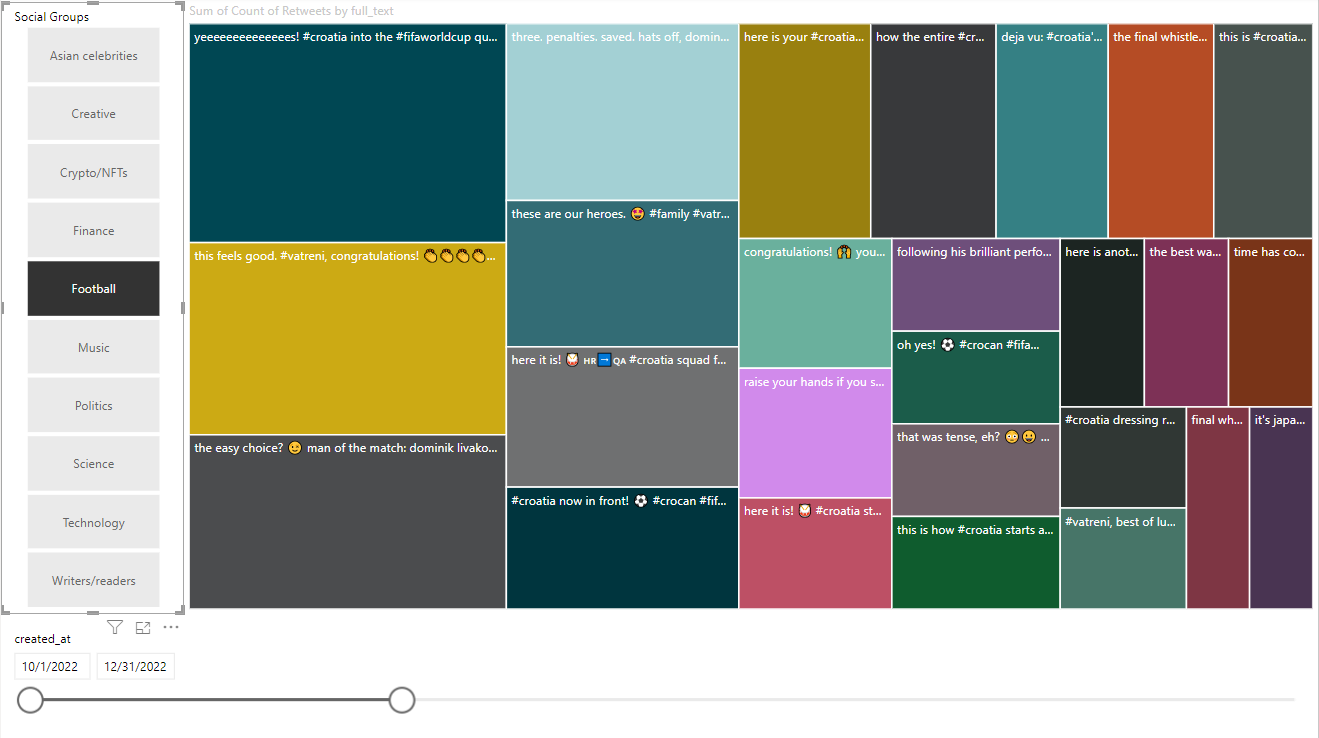 Social Groups
Asian celebrities
Creative
Crypto/NFTs
Finance
Football
Music
Politics
Science
Technology
Writers/readers
Sum of Count of Retweets by full_text
yeeeeeeeeeeeeees! #croatia into the #fifaworldcup qu...
this feels good. #vatreni, congratulations! 👏👏👏👏...
the easy choice? 😉 man of the match: dominik livako...
three. penalties. saved. hats off, domin...
these are our heroes. 🤩 #family #vatr...
here it is! 🥁 HR➡️QA #croatia squad f...
#croatia now in front! ⚽ #crocan #fif...
here is your #croatia...
how the entire #cr...
deja vu: #croatia'...
the final whistle...
this is #croatia...
congratulations! 🙌 you...
raise your hands if you s...
here it is! 🥁 #croatia st...
following his brilliant perfo...
oh yes! ⚽ #crocan #fifa...
that was tense, eh? 😳😀 ...
this is how #croatia starts a...
here is anot...
the best wa...
time has co...
#croatia dressing r...
#vatreni, best of lu...
final wh...
it's japa...
created_at
10/1/2022
12/31/2022